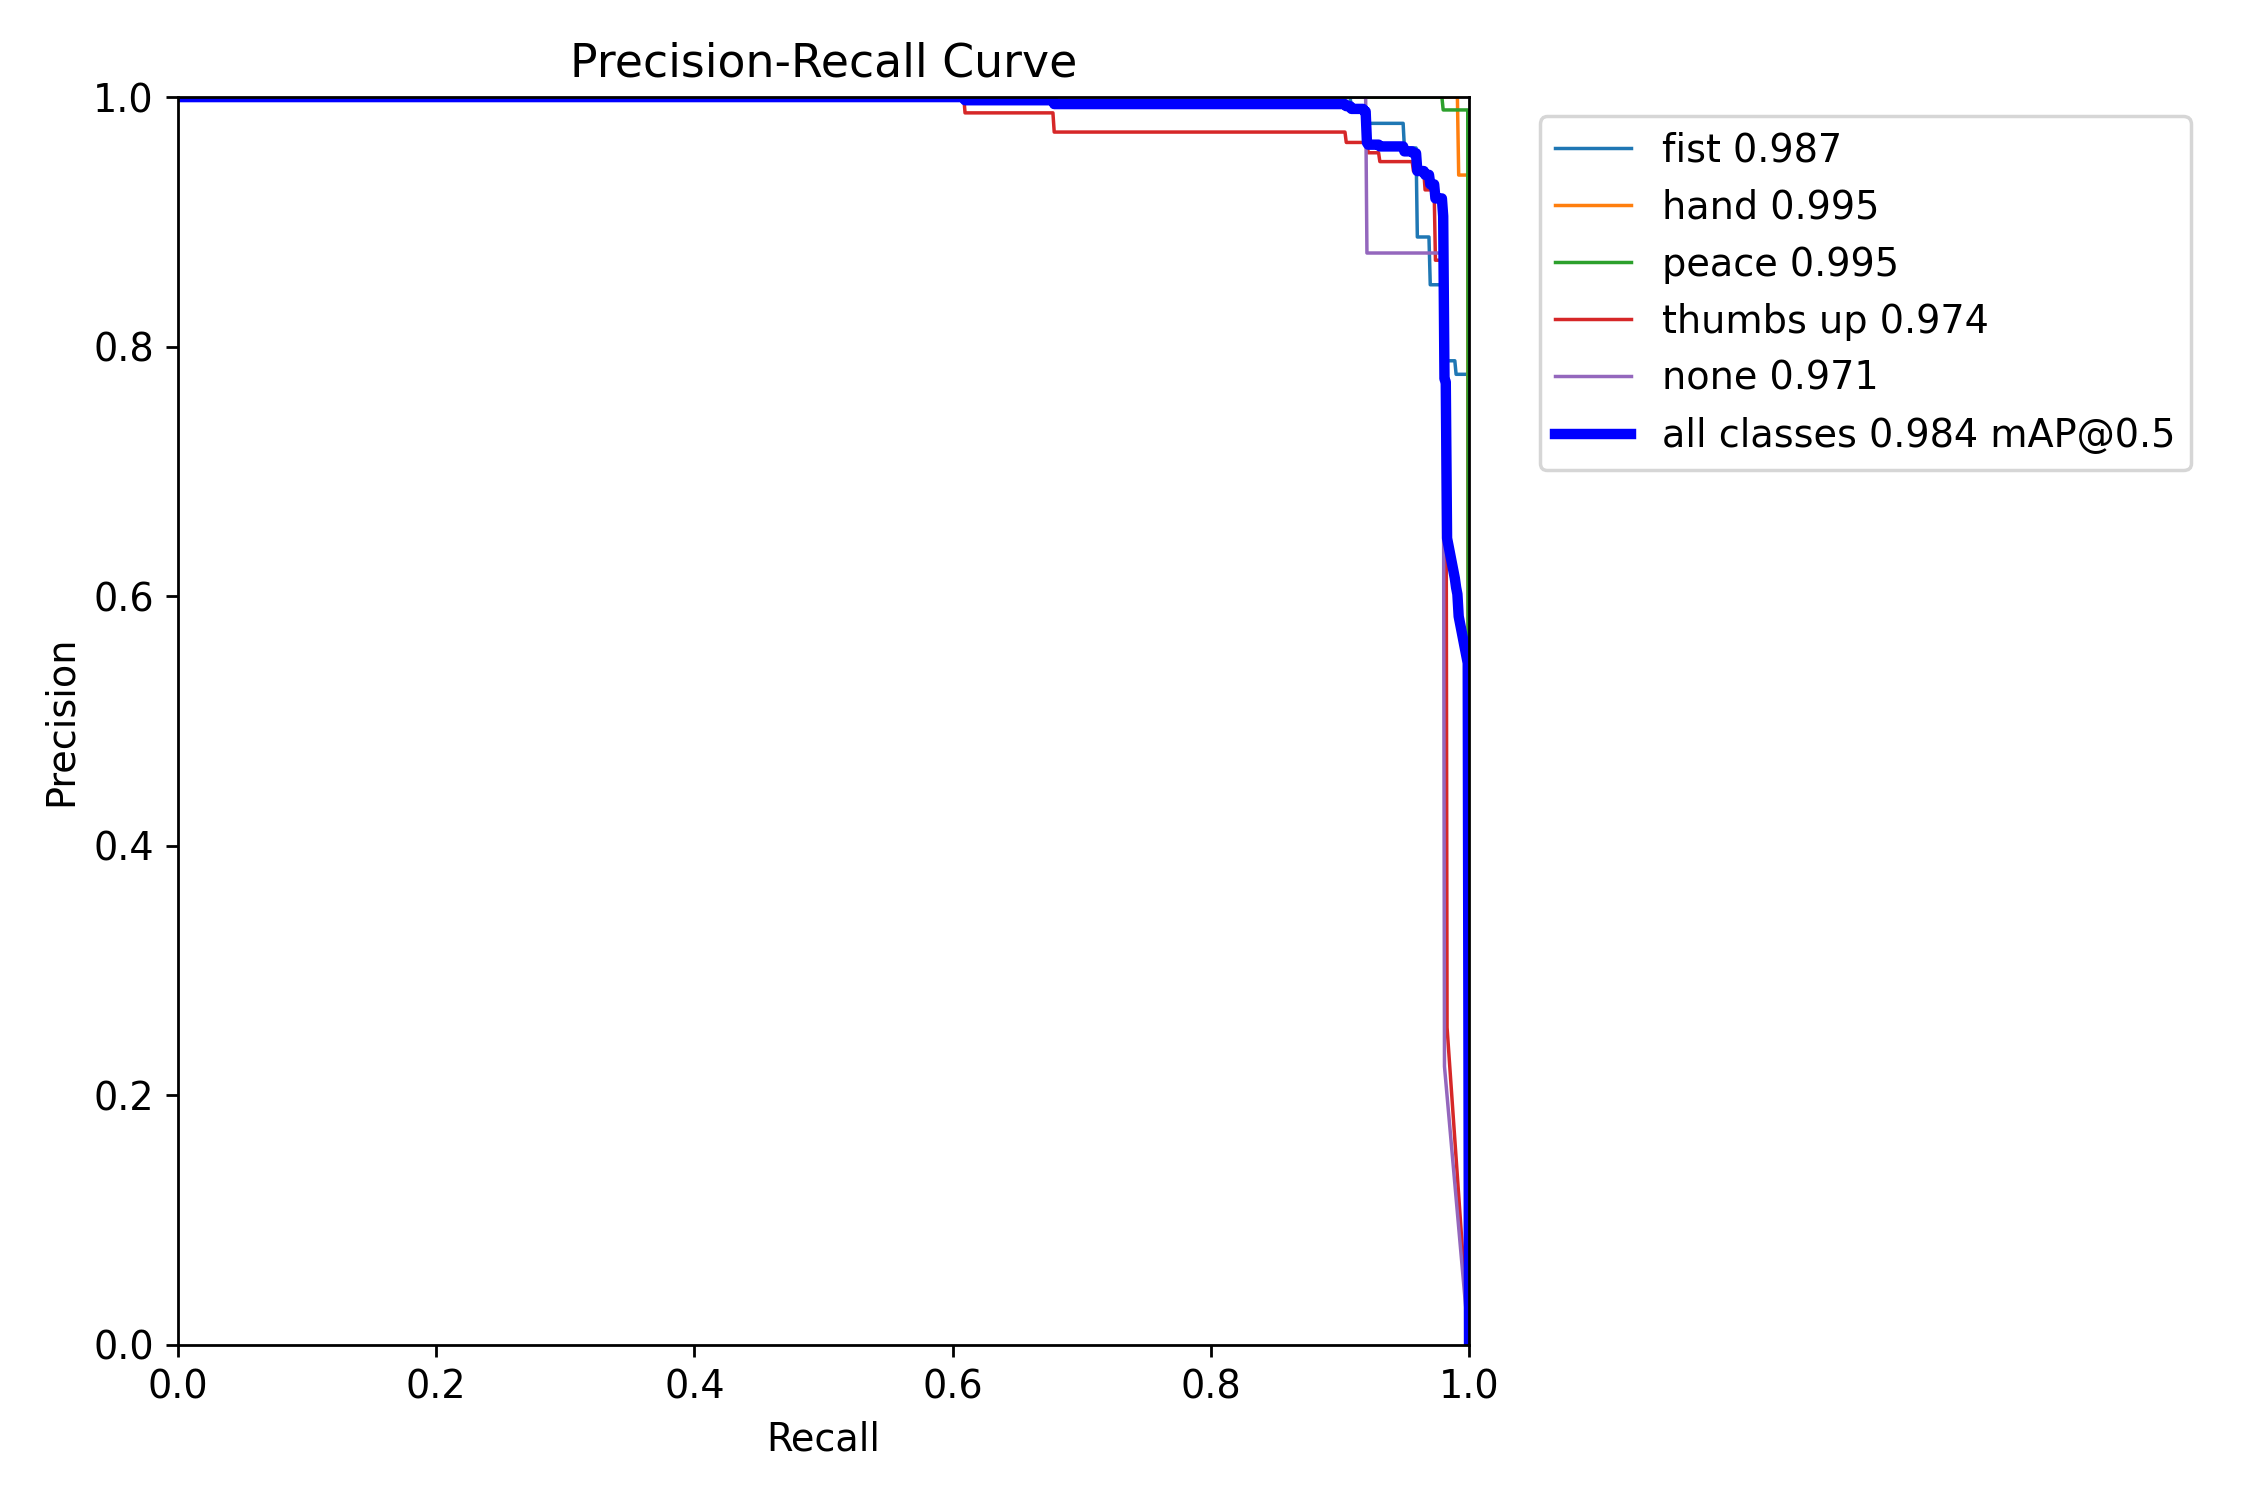 Precision-Recall Curve
1.0
0.8
0.6
0.4
0.2
0.0
Precision
0.0 0.2 0.4 0.6 0.8 1.0
Recall
fist 0.987
hand 0.995
peace 0.995
thumbs up 0.974
none 0.971
all classes 0.984 mAP@0.5